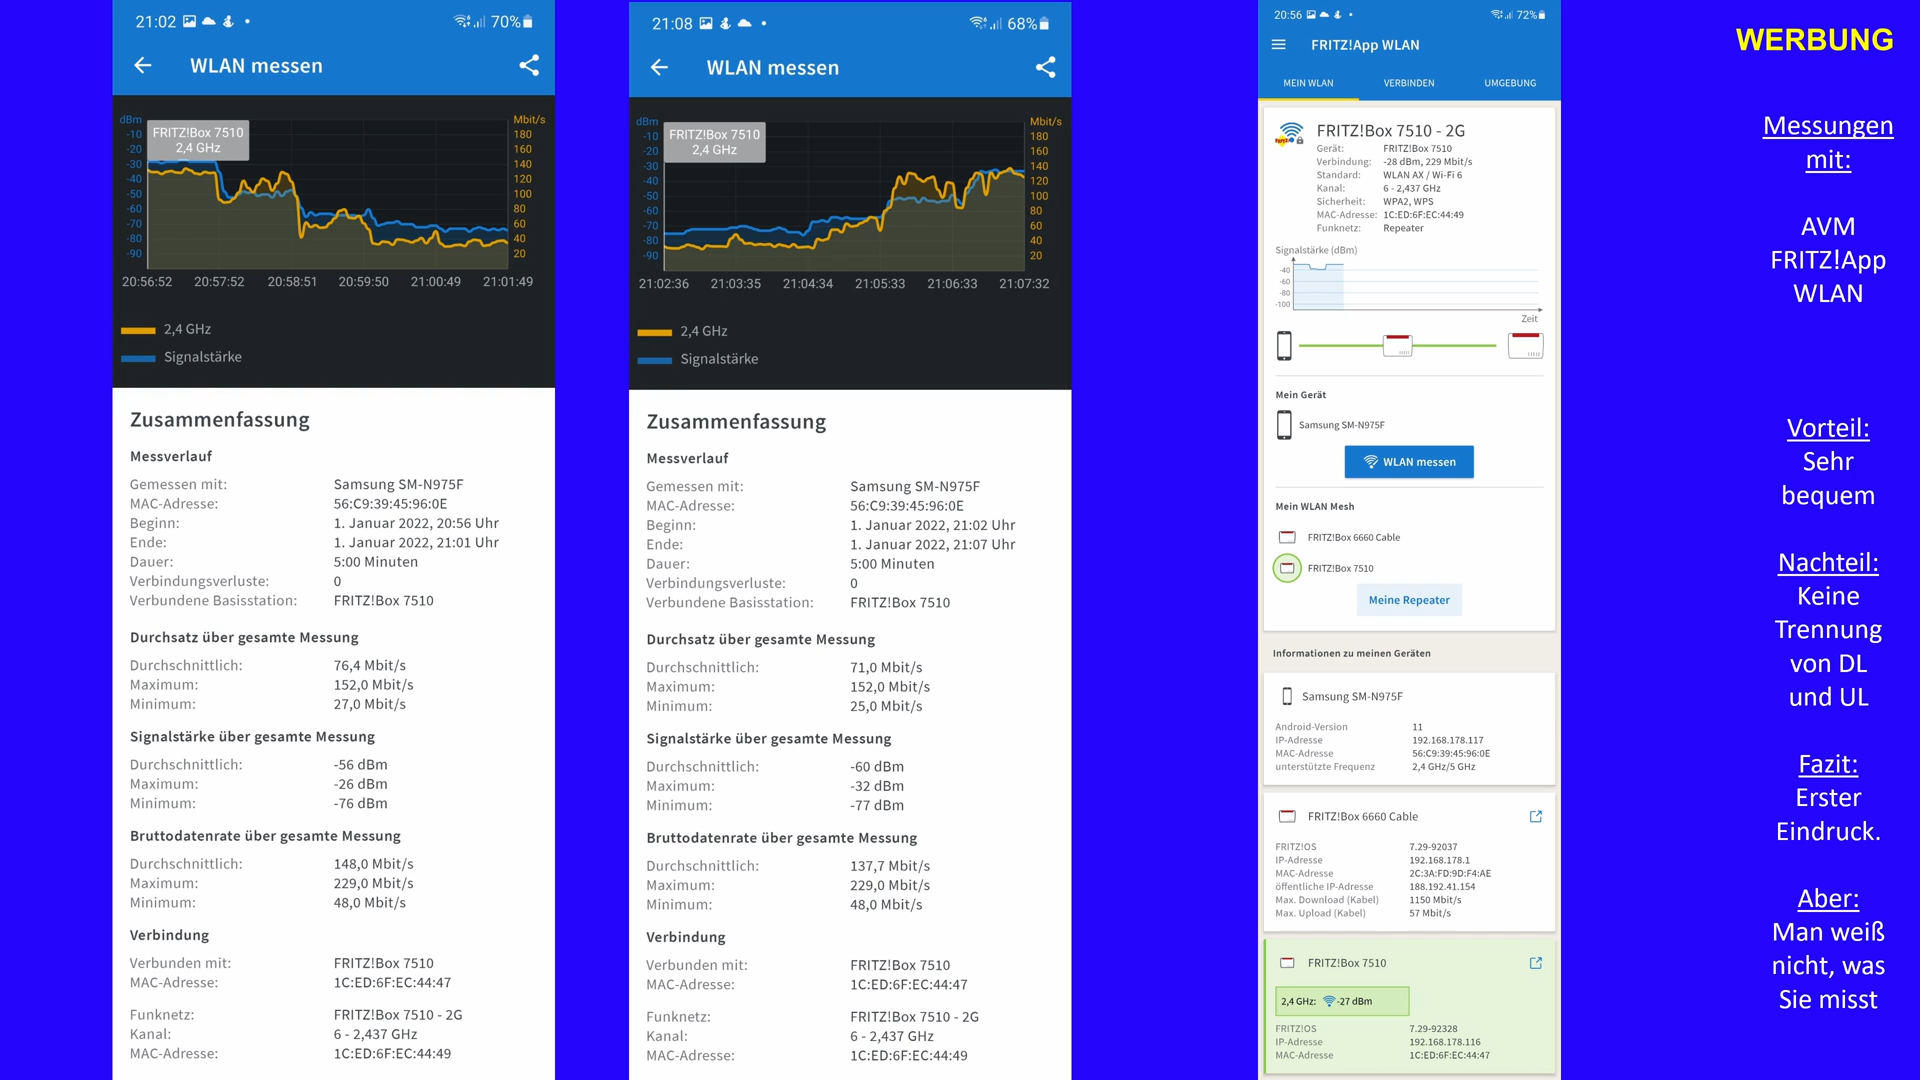 21:02
70%
WLAN messen
dBm
Mbit/s
FRITZ!Box 7510
2,4 GHz
-10
-20
-30
-40
-50
-60
-70
-80
-90
180
160
140
120
100
80
60
40
20
20:56:52 20:57:52 20:58:51 20:59:50 21:00:49 21:01:49
2,4 GHz
Signalstärke
Zusammenfassung
Messverlauf
Gemessen mit: Samsung SM-N975F
MAC-Adresse: 56:C9:39:45:96:0E
Beginn: 1. Januar 2022, 20:56 Uhr
Ende: 1. Januar 2022, 21:01 Uhr
Dauer: 5:00 Minuten
Verbindungsverluste: 0
Verbundene Basisstation: FRITZ!Box 7510
Durchsatz über gesamte Messung
Durchschnittlich: 76,4 Mbit/s
Maximum: 152,0 Mbit/s
Minimum: 27,0 Mbit/s
Signalstärke über gesamte Messung
Durchschnittlich: -56 dBm
Maximum: -26 dBm
Minimum: -76 dBm
Bruttodatenrate über gesamte Messung
Durchschnittlich: 148,0 Mbit/s
Maximum: 229,0 Mbit/s
Minimum: 48,0 Mbit/s
Verbindung
Verbunden mit: FRITZ!Box 7510
MAC-Adresse: 1C:ED:6F:EC:44:47
Funknetz: FRITZ!Box 7510 - 2G
Kanal: 6 - 2,437 GHz
MAC-Adresse: 1C:ED:6F:EC:44:49
21:08
68%
WLAN messen
dBm
Mbit/s
FRITZ!Box 7510
2,4 GHz
-10
-20
-30
-40
-50
-60
-70
-80
-90
180
160
140
120
100
80
60
40
20
21:02:36 21:03:35 21:04:34 21:05:33 21:06:33 21:07:32
2,4 GHz
Signalstärke
Zusammenfassung
Messverlauf
Gemessen mit: Samsung SM-N975F
MAC-Adresse: 56:C9:39:45:96:0E
Beginn: 1. Januar 2022, 21:02 Uhr
Ende: 1. Januar 2022, 21:07 Uhr
Dauer: 5:00 Minuten
Verbindungsverluste: 0
Verbundene Basisstation: FRITZ!Box 7510
Durchsatz über gesamte Messung
Durchschnittlich: 71,0 Mbit/s
Maximum: 152,0 Mbit/s
Minimum: 25,0 Mbit/s
Signalstärke über gesamte Messung
Durchschnittlich: -60 dBm
Maximum: -32 dBm
Minimum: -77 dBm
Bruttodatenrate über gesamte Messung
Durchschnittlich: 137,7 Mbit/s
Maximum: 229,0 Mbit/s
Minimum: 48,0 Mbit/s
Verbindung
Verbunden mit: FRITZ!Box 7510
MAC-Adresse: 1C:ED:6F:EC:44:47
Funknetz: FRITZ!Box 7510 - 2G
Kanal: 6 - 2,437 GHz
MAC-Adresse: 1C:ED:6F:EC:44:49
20:56
72%
FRITZ!App WLAN
MEIN WLAN VERBINDEN UMGEBUNG
FRITZ!Box 7510 - 2G
Gerät: FRITZ!Box 7510
Verbindung: -28 dBm, 229 Mbit/s
Standard: WLAN AX / Wi-Fi 6
Kanal: 6 - 2,437 GHz
Sicherheit: WPA2, WPS
MAC-Adresse: 1C:ED:6F:EC:44:49
Funknetz: Repeater
Signalstärke (dBm)
-40
-60
-80
-100
Zeit
Mein Gerät
Samsung SM-N975F
WLAN messen
Mein WLAN Mesh
FRITZ!Box 6660 Cable
FRITZ!Box 7510
Meine Repeater
Informationen zu meinen Geräten
Samsung SM-N975F
Android-Version 11
IP-Adresse 192.168.178.117
MAC-Adresse 56:C9:39:45:96:0E
unterstützte Frequenz 2,4 GHz/5 GHz
FRITZ!Box 6660 Cable
FRITZ!OS 7.29-92037
IP-Adresse 192.168.178.1
MAC-Adresse 2C:3A:FD:9D:F4:AE
öffentliche IP-Adresse 188.192.41.154
Max. Download (Kabel) 1150 Mbit/s
Max. Upload (Kabel) 57 Mbit/s
FRITZ!Box 7510
2,4 GHz: -27 dBm
FRITZ!OS 7.29-92328
IP-Adresse 192.168.178.116
MAC-Adresse 1C:ED:6F:EC:44:47
WERBUNG
Messungen
mit:
AVM
FRITZ!App
WLAN
Vorteil:
Sehr
bequem
Nachteil:
Keine
Trennung
von DL
und UL
Fazit:
Erster
Eindruck.
Aber:
Man weiß
nicht, was
Sie misst